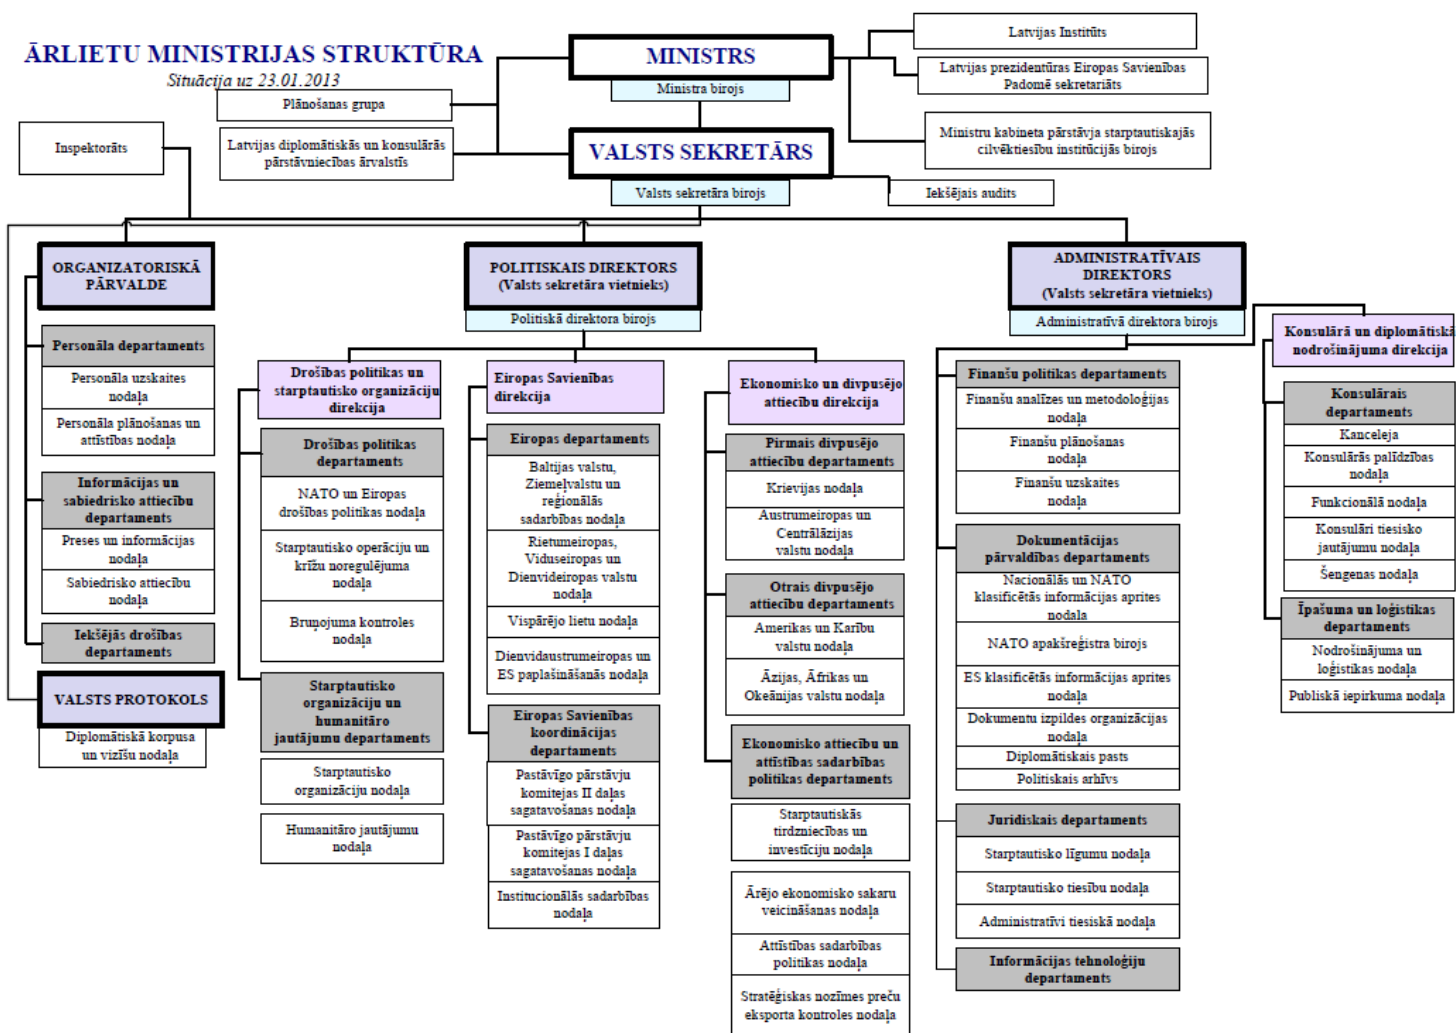 ĀRLIETU MINISTRIJAS STRUKTŪRA
Situācija uz 23.01.2013
MINISTRS
Ministra birojs
Latvijas Institūts
Latvijas prezidentūras Eiropas Savienības
Padomē sekretariāts
Ministru kabineta pārstāvja starptautiskajās
cilvēktiesību institūcijās birojs
Plānošanas grupa
Latvijas diplomātiskās un konsulārās
pārstāvniecības ārvalstīs
Inspektorāts
VALSTS SEKRETĀRS
Valsts sekretāra birojs
Iekšējais audits
ORGANIZATORISKĀ
PĀRVALDE
Personāla departaments
Personāla uzskaites
nodaļa
Personāla plānošanas un
attīstības nodaļa
Informācijas un
sabiedrisko attiecību
departaments
Preses un informācijas
nodaļa
Sabiedrisko attiecību
nodaļa
Iekšējās drošības
departaments
VALSTS PROTOKOLS
Diplomātiskā korpusa
un vizīšu nodaļa
POLITISKAIS DIREKTORS
(Valsts sekretāra vietnieks)
Politiskā direktora birojs
Drošības politikas un
starptautisko organizāciju
direkcija
Drošības politikas
departaments
NATO un Eiropas
drošības politikas nodaļa
Starptautisko operāciju un
krīžu noregulējuma
nodaļa
Bruņojuma kontroles
nodaļa
Starptautisko
organizāciju un
humanitāro
jautājumu departaments
Starptautisko
organizāciju nodaļa
Humanitāro jautājumu
nodaļa
Eiropas Savienības
direkcija
Eiropas departaments
Baltijas valstu,
Ziemeļvalstu un
reģionālās
sadarbības nodaļa
Rietumeiropas,
Viduseiropas un
Dienvideiropas valstu
nodaļa
Vispārējo lietu nodaļa
Dienvidaustrumeiropas un
ES paplašināšanās nodaļa
Eiropas Savienības
koordinācijas
departaments
Pastāvīgo pārstāvju
komitejas II daļas
sagatavošanas nodaļa
Pastāvīgo pārstāvju
komitejas I daļas
sagatavošanas nodaļa
Institucionālās sadarbības
nodaļa
Ekonomisko un divpusējo
attiecību direkcija
Pirmais divpusējo
attiecību departaments
Krievijas nodaļa
Austrumeiropas un
Centrālāzijas
valstu nodaļa
Otrais divpusējo
attiecību departaments
Amerikas un Karību
valstu nodaļa
Āzijas, Āfrikas un
Okeānijas valstu nodaļa
Ekonomisko attiecību un
attīstības sadarbības
politikas departaments
Starptautiskās
tirdzniecības un
investīciju nodaļa
Ārējo ekonomisko sakaru
veicināšanas nodaļa
Attīstības sadarbības
politikas nodaļa
Stratēģiskas nozīmes preču
eksporta kontroles nodaļa
ADMINISTRATĪVAIS
DIREKTORS
(Valsts sekretāra vietnieks)
Administratīvā direktora birojs
Finanšu politikas departaments
Finanšu analīzes un metodoloģijas
nodaļa
Finanšu plānošanas
nodaļa
Finanšu uzskaites
nodaļa
Dokumentācijas
pārvaldības departaments
Nacionālās un NATO
klasificētās informācijas aprites
nodaļa
NATO apakšreģistra birojs
ES klasificētās informācijas aprites
nodaļa
Dokumentu izpildes organizācijas
nodaļa
Diplomātiskais pasts
Politiskais arhīvs
Juridiskais departaments
Starptautisko līgumu nodaļa
Starptautisko tiesību nodaļa
Administratīvi tiesiskā nodaļa
Informācijas tehnoloģiju
departaments
Konsulārā un diplomātiskā
nodrošinājuma direkcija
Konsulārais
departaments
Kanceleja
Konsulārās palīdzības
nodaļa
Funkcionālā nodaļa
Konsulāri tiesisko
jautājumu nodaļa
Šengenas nodaļa
Īpašuma un loģistikas
departaments
Nodrošinājuma un
loģistikas nodaļa
Publiskā iepirkuma nodaļa